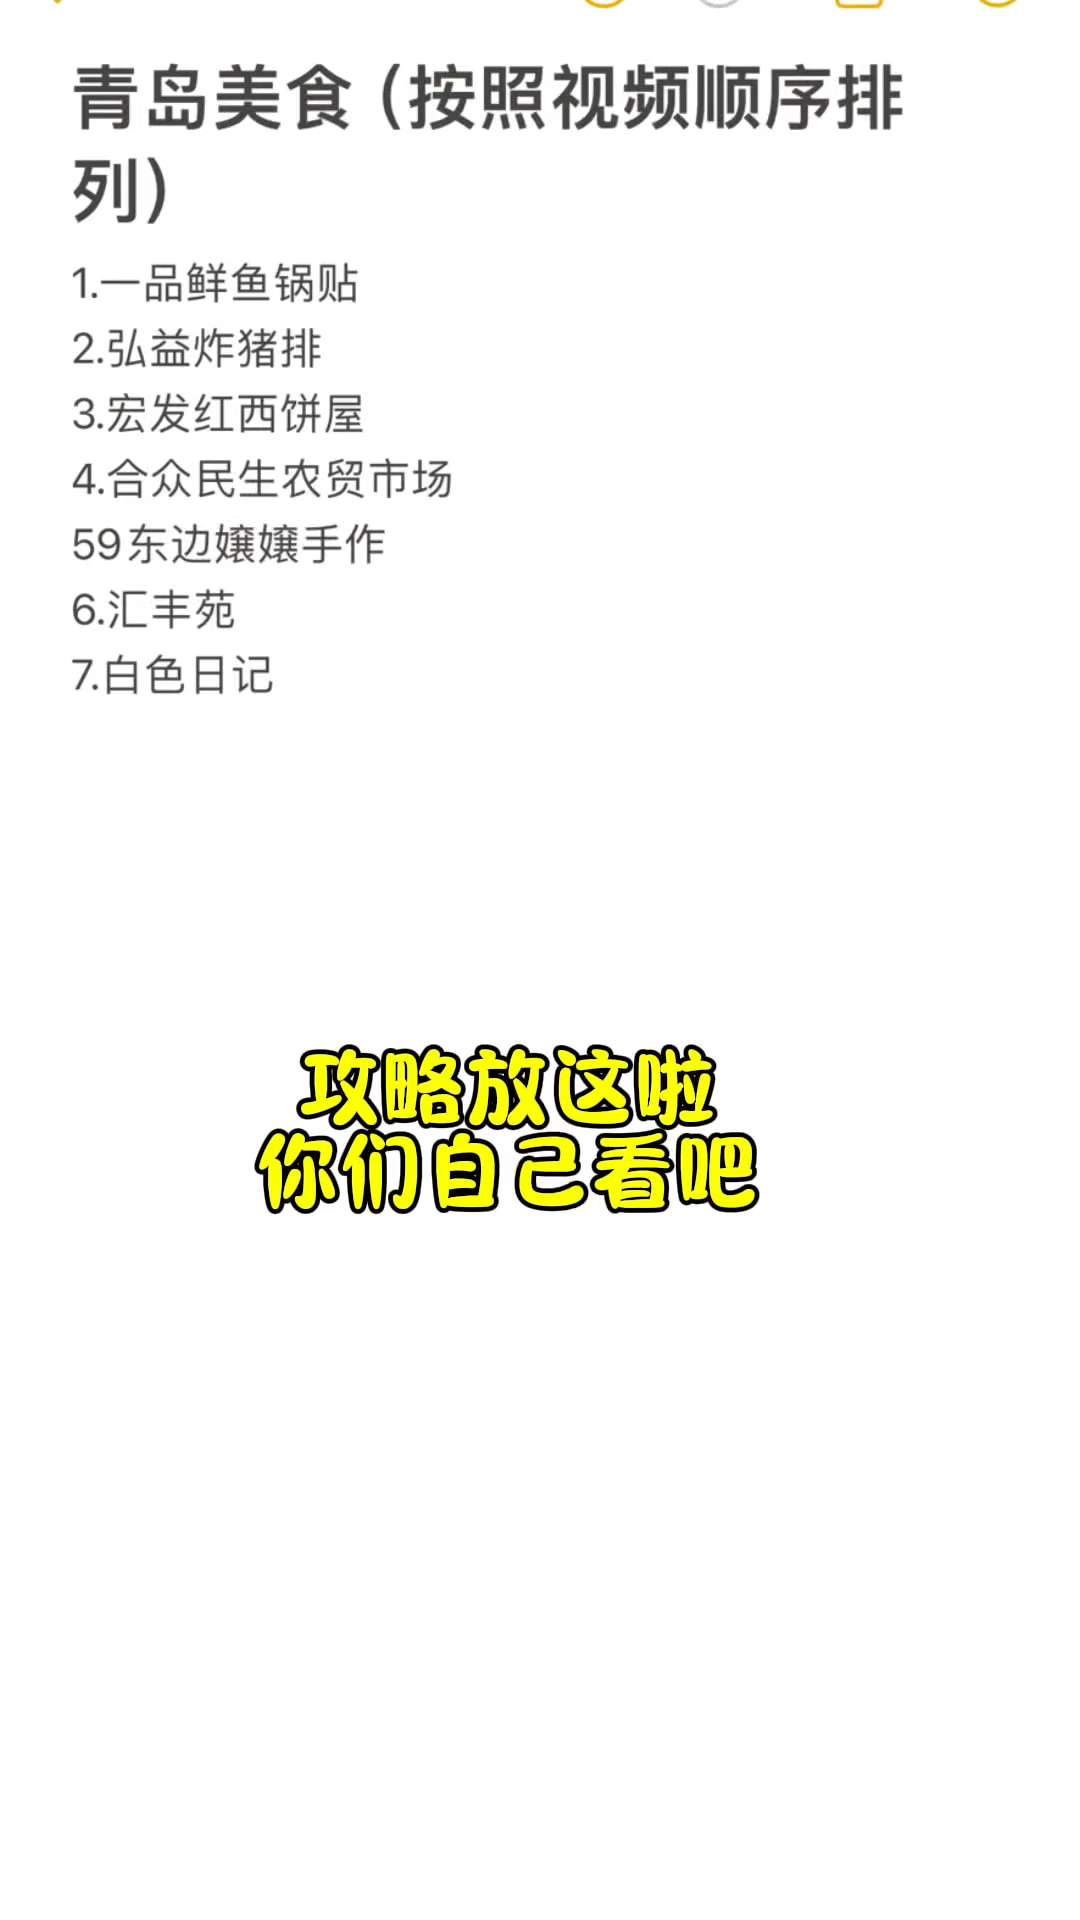 青岛美食（按照视频顺序排
列）
1.一品鲜鱼锅贴
2.弘益炸猪排
3.宏发红西饼屋
4.合众民生农贸市场
59东边嬢嬢手作
6.汇丰苑
7.白色日记
攻略放这啦
你们自己看吧